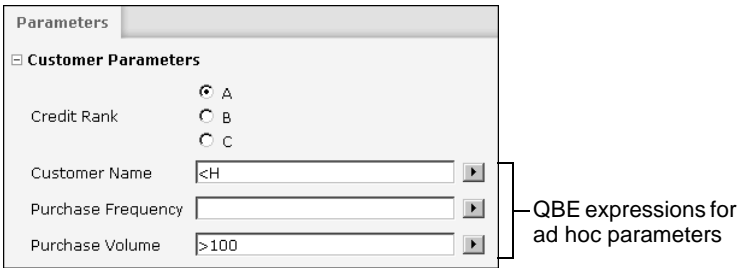 Parameters
Customer Parameters
A
Credit Rank
B
C
Customer Name <H
Purchase Frequency
Purchase Volume >100
QBE expressions for
ad hoc parameters